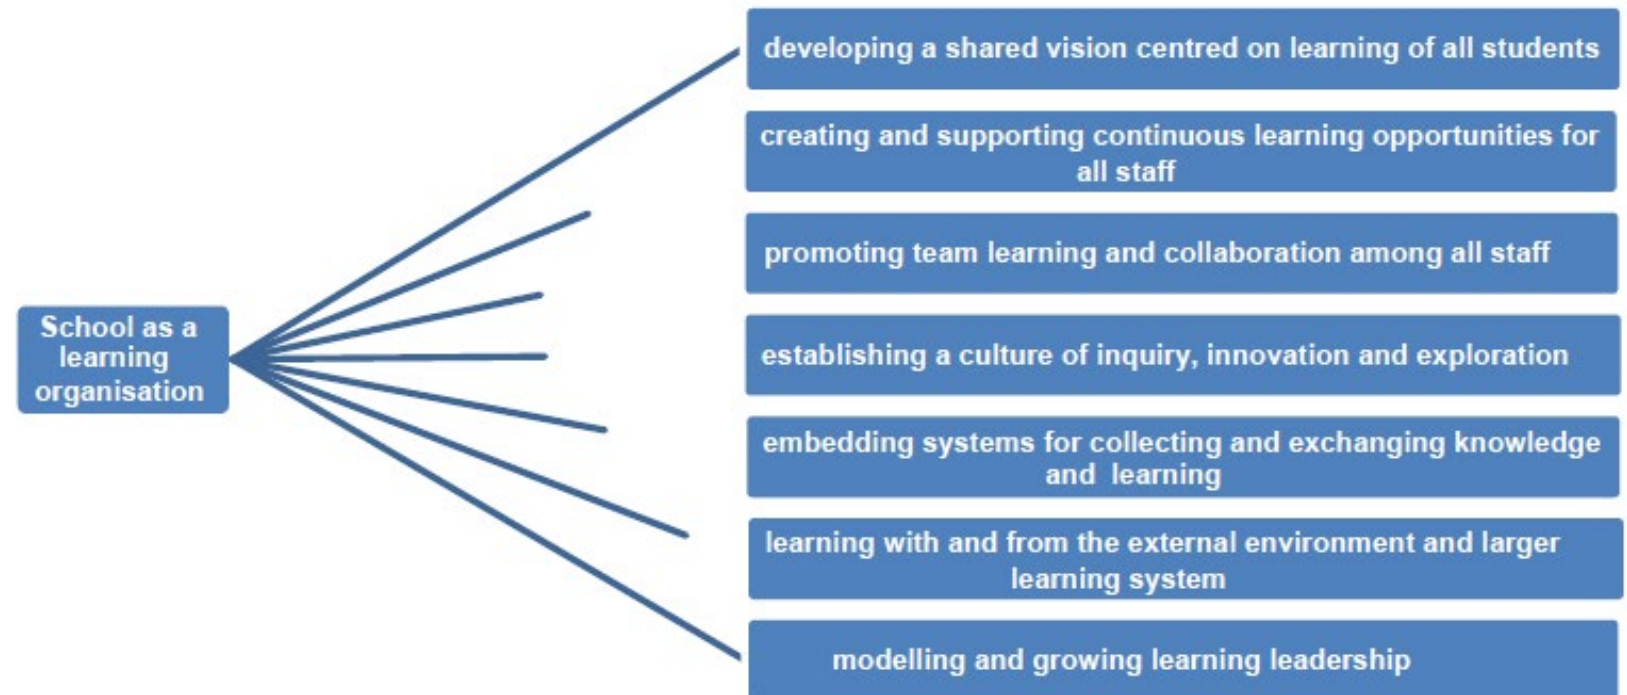 developing a shared vision centred on learning of all students
creating and supporting continuous learning opportunities for
all staff
promoting team learning and collaboration among all staff
School as a
learning
organisation
establishing a culture of inquiry, innovation and exploration
embedding systems for collecting and exchanging knowledge
and learning
learning with and from the external environment and larger
learning system
modelling and growing learning leadership